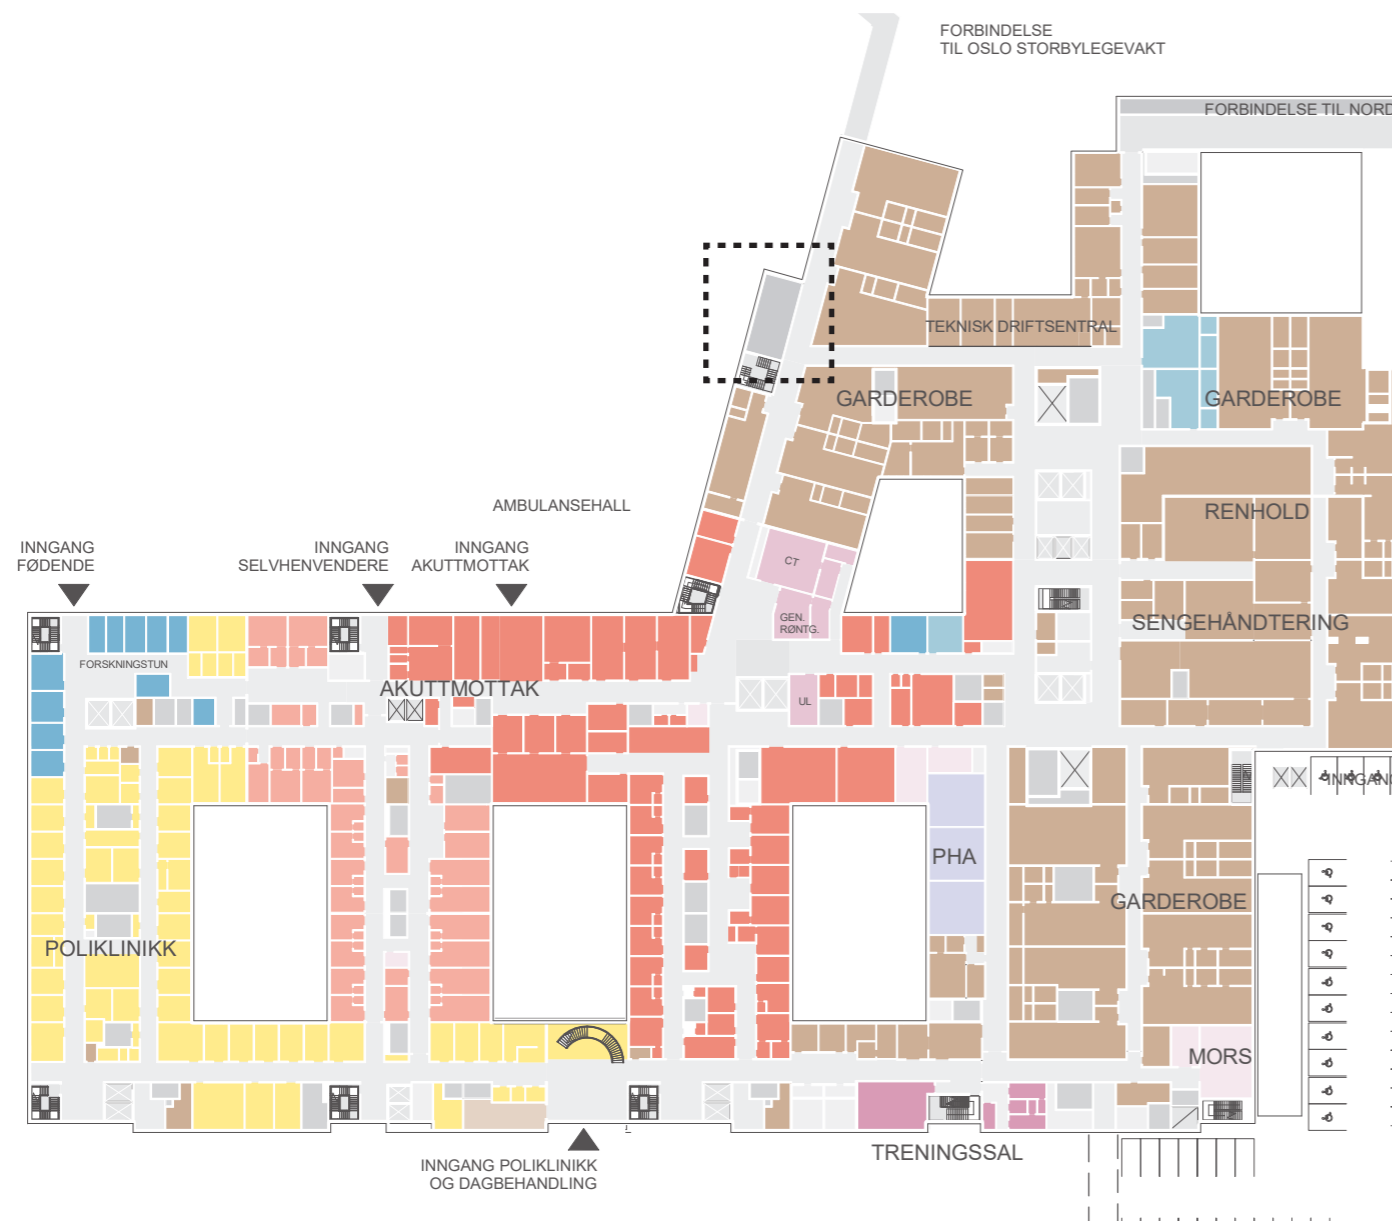 FORBINDELSE
TIL OSLO STORBYLEGEVAKT
FORBINDELSE TIL NORD
TEKNISK DRIFTSENTRAL
GARDEROBE
GARDEROBE
AMBULANSEHALL
RENHOLD
INNGANG
FØDENDE
INNGANG
SELVHENVENDERE
INNGANG
AKUTTMOTTAK
CT
GEN.
RØNTG.
SENGEHÅNDTERING
FORSKNINGSTUN
AKUTTMOTTAK
UL
INNGANG
PHA
GARDEROBE
POLIKLINIKK
MORS
TRENINGSSAL
INNGANG POLIKLINIKK
OG DAGBEHANDLING